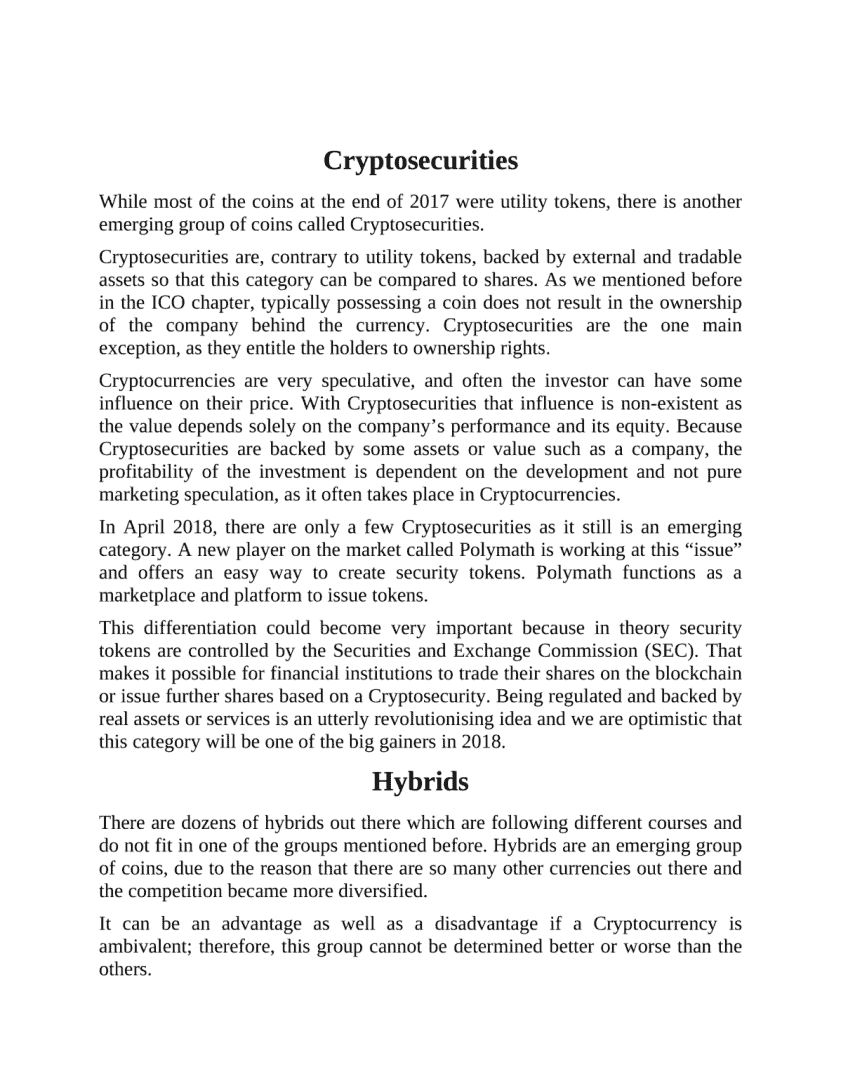 Cryptosecurities
While most of the coins at the end of 2017 were utility tokens, there is another
emerging group of coins called Cryptosecurities.
Cryptosecurities are, contrary to utility tokens, backed by external and tradable
assets so that this category can be compared to shares. As we mentioned before
in the ICO chapter, typically possessing a coin does not result in the ownership
of the company behind the currency. Cryptosecurities are the one main
exception, as they entitle the holders to ownership rights.
Cryptocurrencies are very speculative, and often the investor can have some
influence on their price. With Cryptosecurities that influence is non-existent as
the value depends solely on the company’s performance and its equity. Because
Cryptosecurities are backed by some assets or value such as a company, the
profitability of the investment is dependent on the development and not pure
marketing speculation, as it often takes place in Cryptocurrencies.
In April 2018, there are only a few Cryptosecurities as it still is an emerging
category. A new player on the market called Polymath is working at this “issue”
and offers an easy way to create security tokens. Polymath functions as a
marketplace and platform to issue tokens.
This differentiation could become very important because in theory security
tokens are controlled by the Securities and Exchange Commission (SEC). That
makes it possible for financial institutions to trade their shares on the blockchain
or issue further shares based on a Cryptosecurity. Being regulated and backed by
real assets or services is an utterly revolutionising idea and we are optimistic that
this category will be one of the big gainers in 2018.
Hybrids
There are dozens of hybrids out there which are following different courses and
do not fit in one of the groups mentioned before. Hybrids are an emerging group
of coins, due to the reason that there are so many other currencies out there and
the competition became more diversified.
It can be an advantage as well as a disadvantage if a Cryptocurrency is
ambivalent; therefore, this group cannot be determined better or worse than the
others.